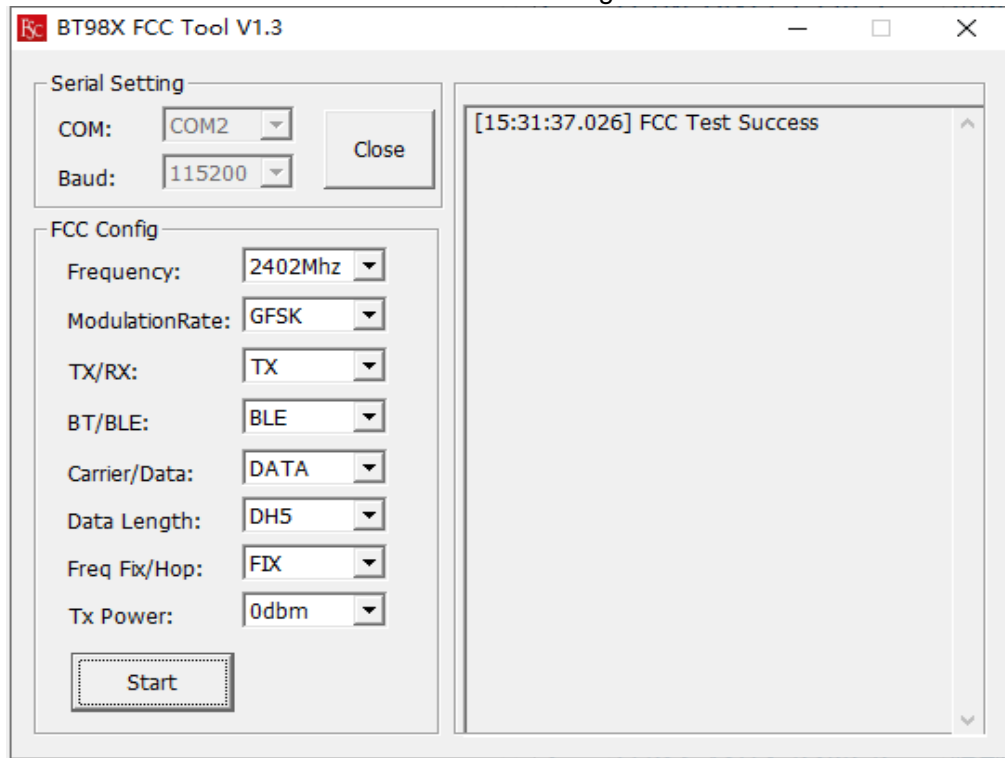 BT98X FCC Tool V1.3
Serial Setting
COM: COM2
Baud: 115200
Close
FCC Config
Frequency: 2402Mhz
ModulationRate: GFSK
TX/RX: TX
BT/BLE: BLE
Carrier/Data: DATA
Data Length: DH5
Freq Fix/Hop: FIX
Tx Power: 0dbm
Start
[15:31:37.026] FCC Test Success